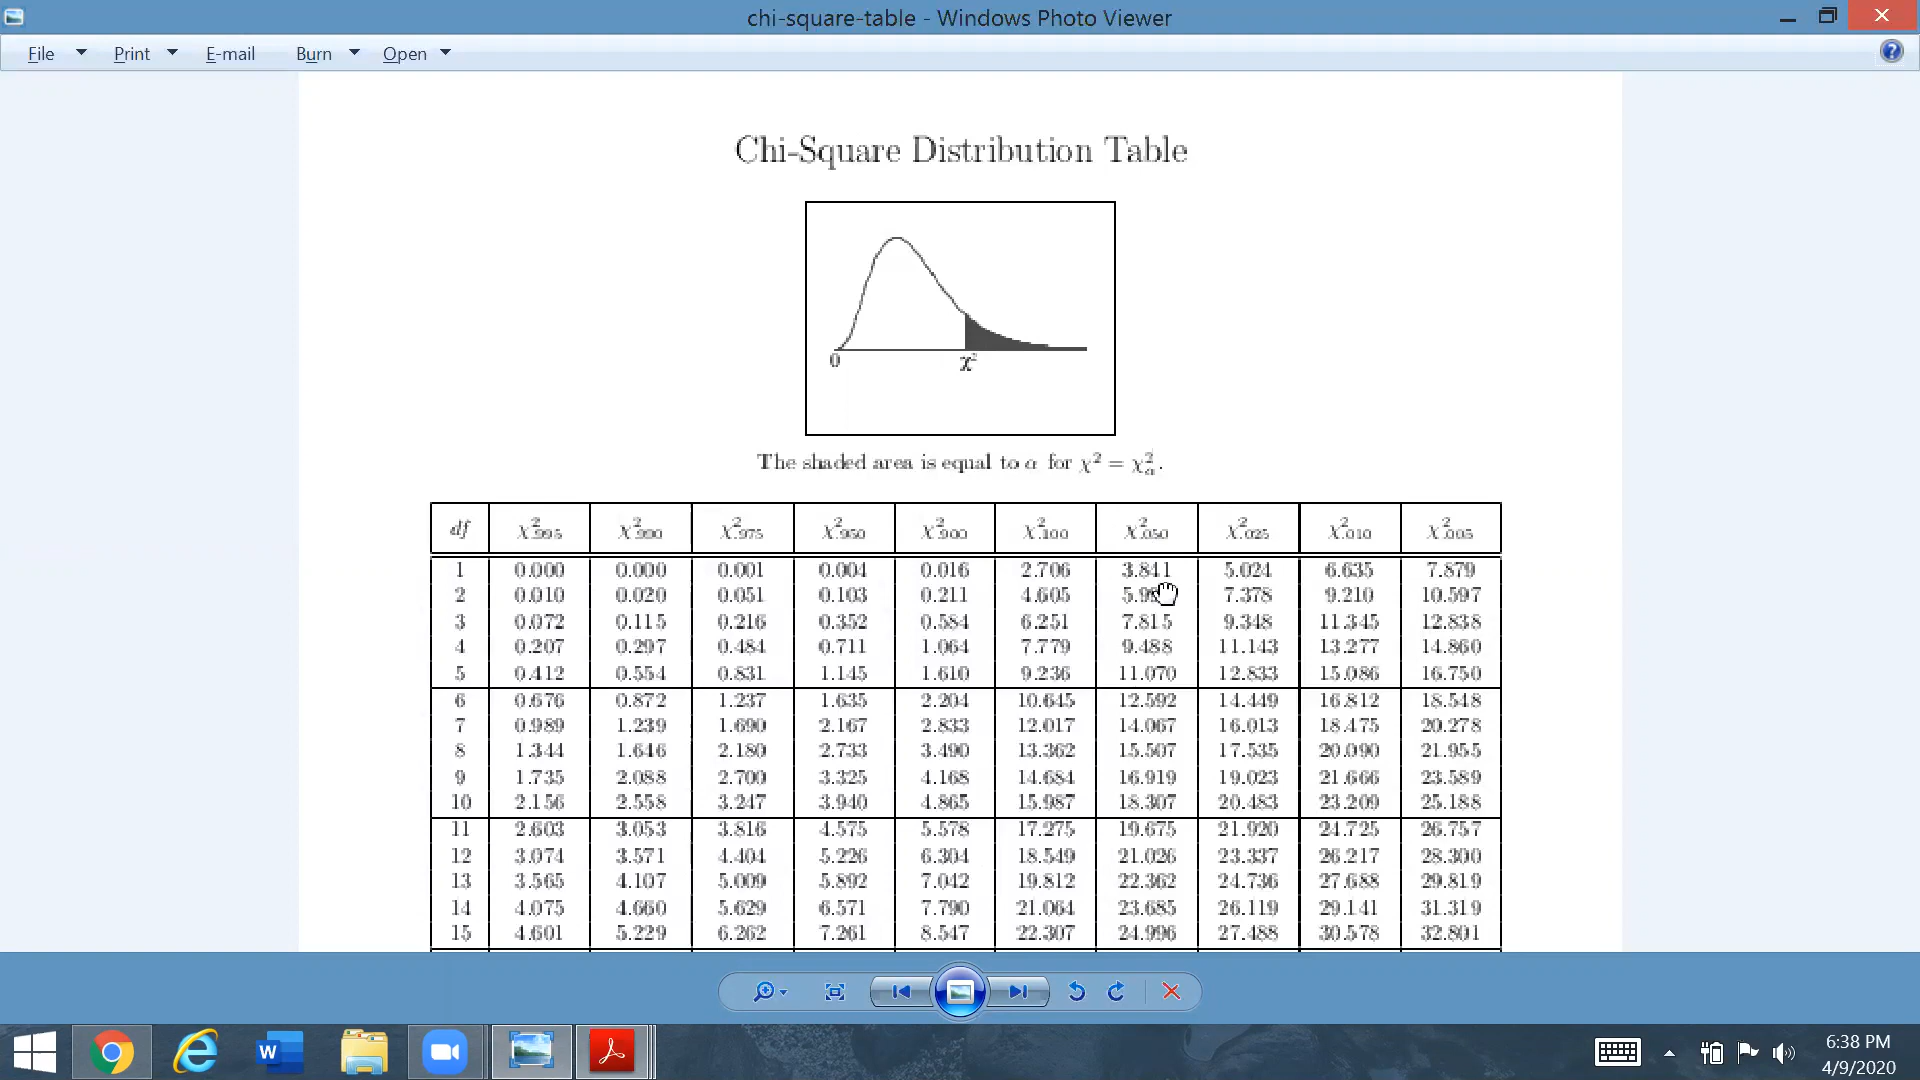 chi-square-table - Windows Photo Viewer
File Print E-mail Burn Open
Chi-Square Distribution Table
0 χ²
The shaded area is equal to α for χ² = χ²α.
df χ².995 χ².990 χ².975 χ².950 χ².900 χ².100 χ².050 χ².025 χ².010 χ².005
1 0.000 0.000 0.001 0.004 0.016 2.706 3.841 5.024 6.635 7.879
2 0.010 0.020 0.051 0.103 0.211 4.605 7.378 9.210 10.597
3 0.072 0.115 0.216 0.352 0.584 6.251 7.815 9.348 11.345 12.838
4 0.207 0.297 0.484 0.711 1.064 7.779 9.488 11.143 13.277 14.860
5 0.412 0.554 0.831 1.145 1.610 9.236 11.070 12.833 15.086 16.750
6 0.676 0.872 1.237 1.635 2.204 10.645 12.592 14.449 16.812 18.548
7 0.989 1.239 1.690 2.167 2.833 12.017 14.067 16.013 18.475 20.278
8 1.344 1.646 2.180 2.733 3.490 13.362 15.507 17.535 20.090 21.955
9 1.735 2.088 2.700 3.325 4.168 14.684 16.919 19.023 21.666 23.589
10 2.156 2.558 3.247 3.940 4.865 15.987 18.307 20.483 23.209 25.188
11 2.603 3.053 3.816 4.575 5.578 17.275 19.675 21.920 24.725 26.757
12 3.074 3.571 4.404 5.226 6.304 18.549 21.026 23.337 26.217 28.300
13 3.565 4.107 5.009 5.892 7.042 19.812 22.362 24.736 27.688 29.819
14 4.075 4.660 5.629 6.571 7.790 21.064 23.685 26.119 29.141 31.319
15 4.601 5.229 6.262 7.261 8.547 22.307 24.996 27.488 30.578 32.801
6:38 PM
4/9/2020